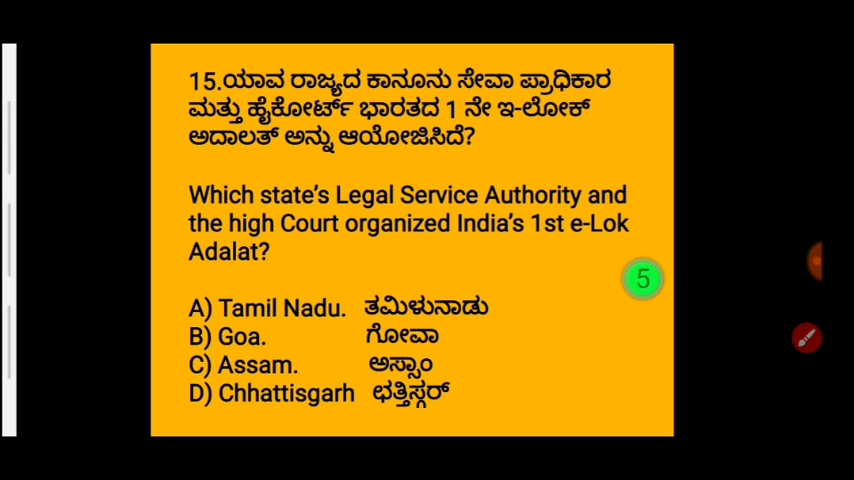 15.ಯಾವ ರಾಜ್ಯದ ಕಾನೂನು ಸೇವಾ ಪ್ರಾಧಿಕಾರ
ಮತ್ತು ಹೈಕೋರ್ಟ್ ಭಾರತದ 1 ನೇ ಇ-ಲೋಕ್
ಅದಾಲತ್ ಅನ್ನು ಆಯೋಜಿಸಿದೆ?
Which state's Legal Service Authority and
the high Court organized India's 1st e-Lok
Adalat?
5
A) Tamil Nadu. ತಮಿಳುನಾಡು
B) Goa. ಗೋವಾ
C) Assam. ಅಸ್ಸಾಂ
D) Chhattisgarh ಛತ್ತಿಸ್ಗರ್